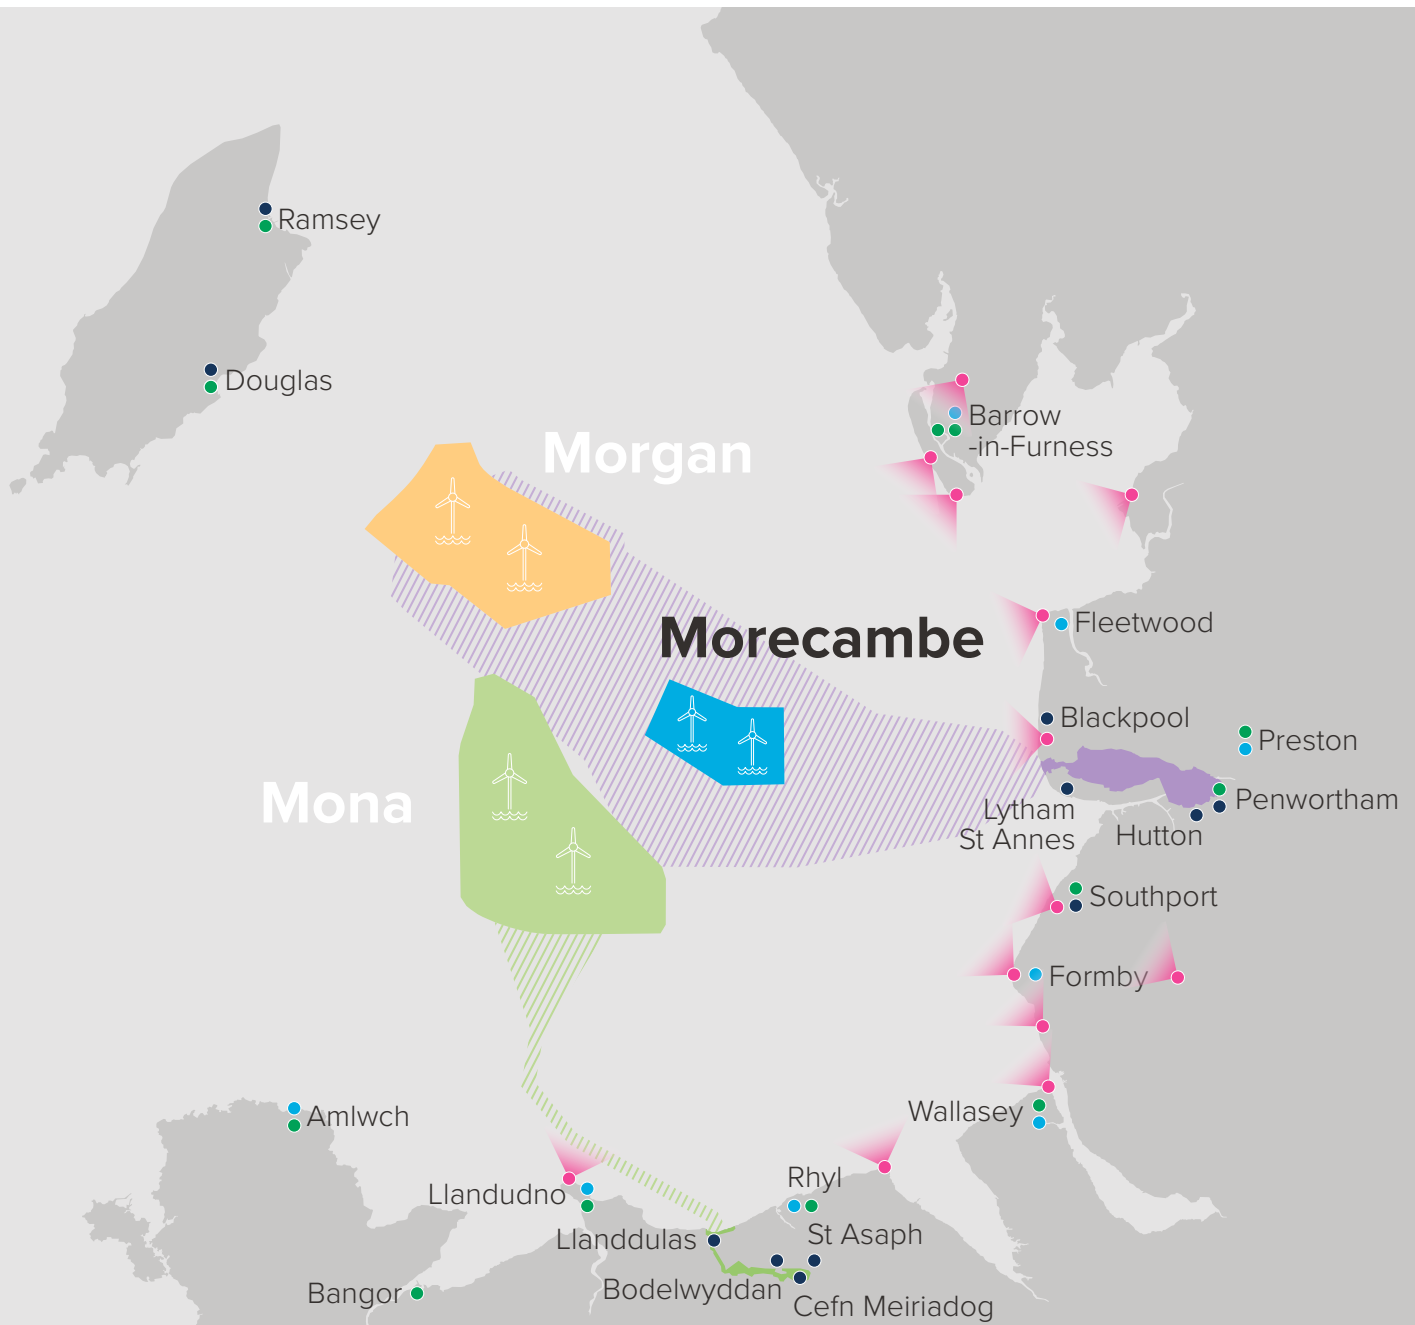 Ramsey
Douglas
Barrow
-in-Furness
Morgan
Fleetwood
Morecambe
Blackpool
Preston
Mona
Lytham
St Annes
Penwortham
Hutton
Southport
Formby
Amlwch
Wallasey
Rhyl
Llandudno
St Asaph
Llanddulas
Bodelwyddan
Bangor
Cefn Meiriadog